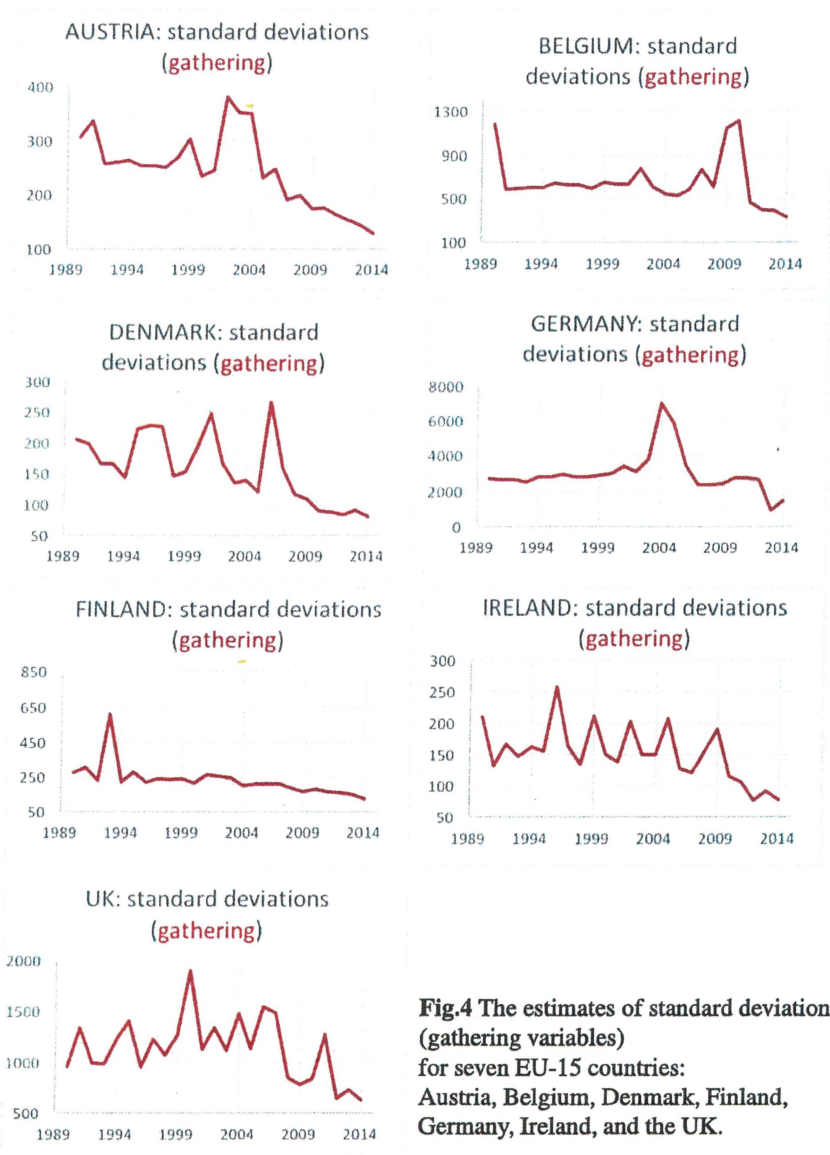 AUSTRIA: standard deviations
(gathering)
400
300
200
100
1989 1994 1999 2004 2009 2014
BELGIUM: standard
deviations (gathering)
1300
900
500
100
1989 1994 1999 2004 2009 2014
DENMARK: standard
deviations (gathering)
300
250
200
150
100
50
1989 1994 1999 2004 2009 2014
GERMANY: standard
deviations (gathering)
8000
6000
4000
2000
0
1989 1994 1999 2004 2009 2014
FINLAND: standard deviations
(gathering)
850
650
450
250
50
1989 1994 1999 2004 2009 2014
IRELAND: standard deviations
(gathering)
300
250
200
150
100
50
1989 1994 1999 2004 2009 2014
UK: standard deviations
(gathering)
2000
1500
1000
500
1989 1994 1999 2004 2009 2014
Fig.4 The estimates of standard deviation
(gathering variables)
for seven EU-15 countries:
Austria, Belgium, Denmark, Finland,
Germany, Ireland, and the UK.